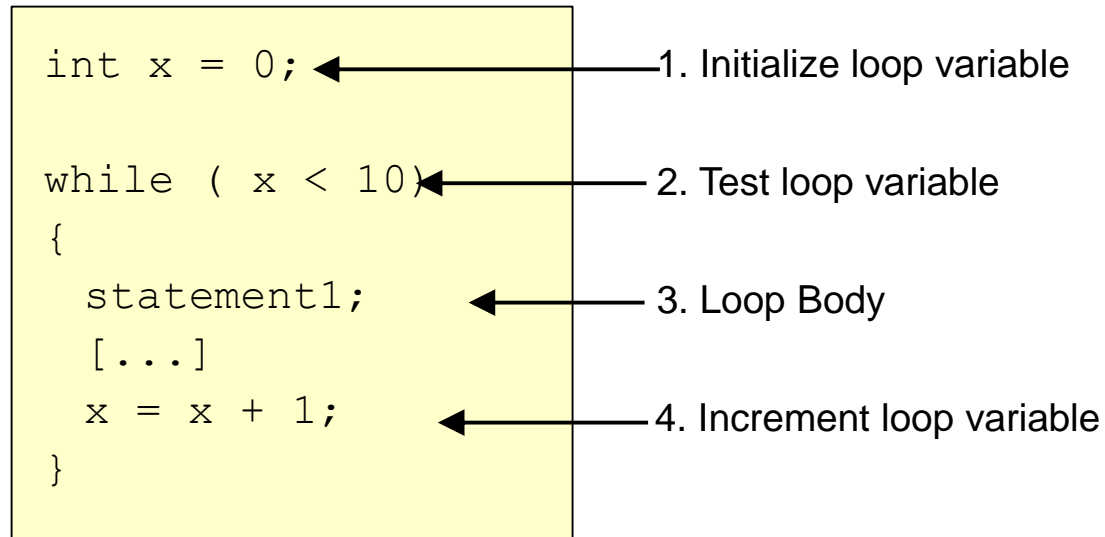 int x = 0;
1. Initialize loop variable
while ( x < 10)
2. Test loop variable
{
statement1;
3. Loop Body
[...]
x = x + 1;
4. Increment loop variable
}